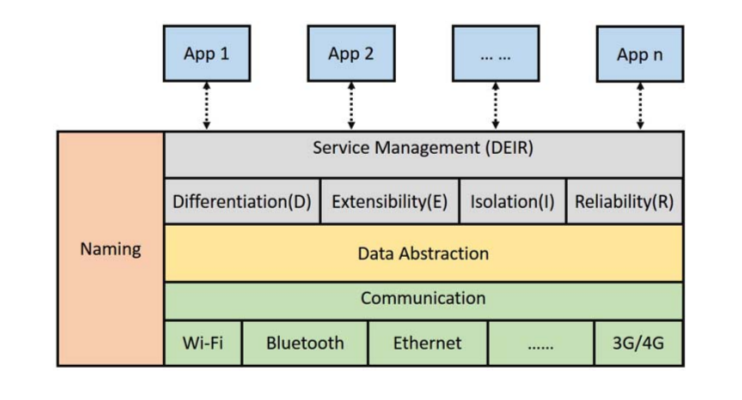 App 1
App 2
... ...
App n
Service Management (DEIR)
Differentiation(D)
Extensibility(E)
Isolation(I)
Reliability(R)
Naming
Data Abstraction
Communication
Wi-Fi
Bluetooth
Ethernet
......
3G/4G